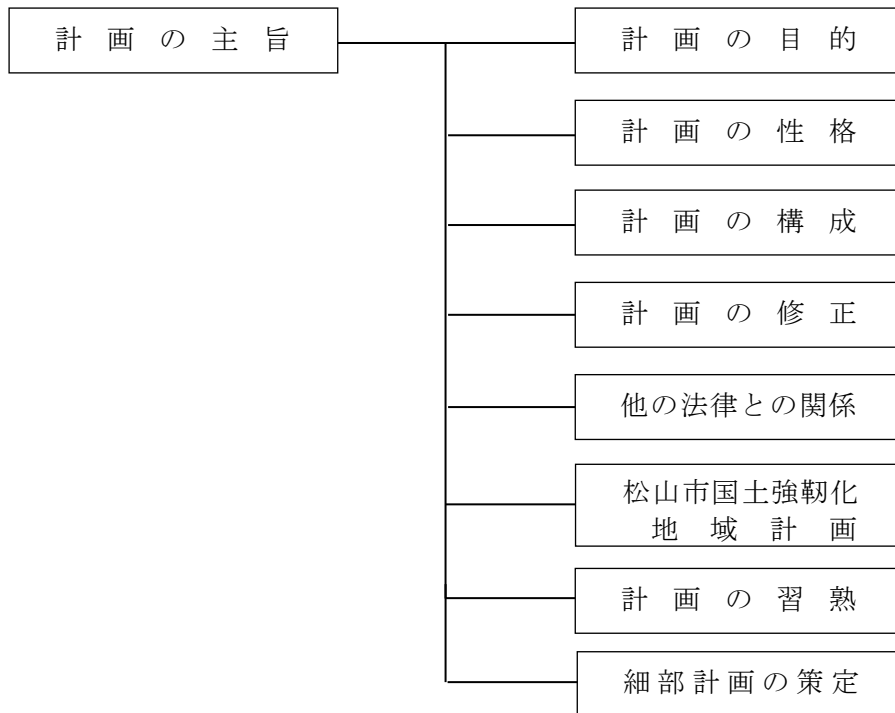 計画の主旨
計画の目的
計画の性格
計画の構成
計画の修正
他の法律との関係
松山市国土強靱化
地域計画
計画の習熟
細部計画の策定